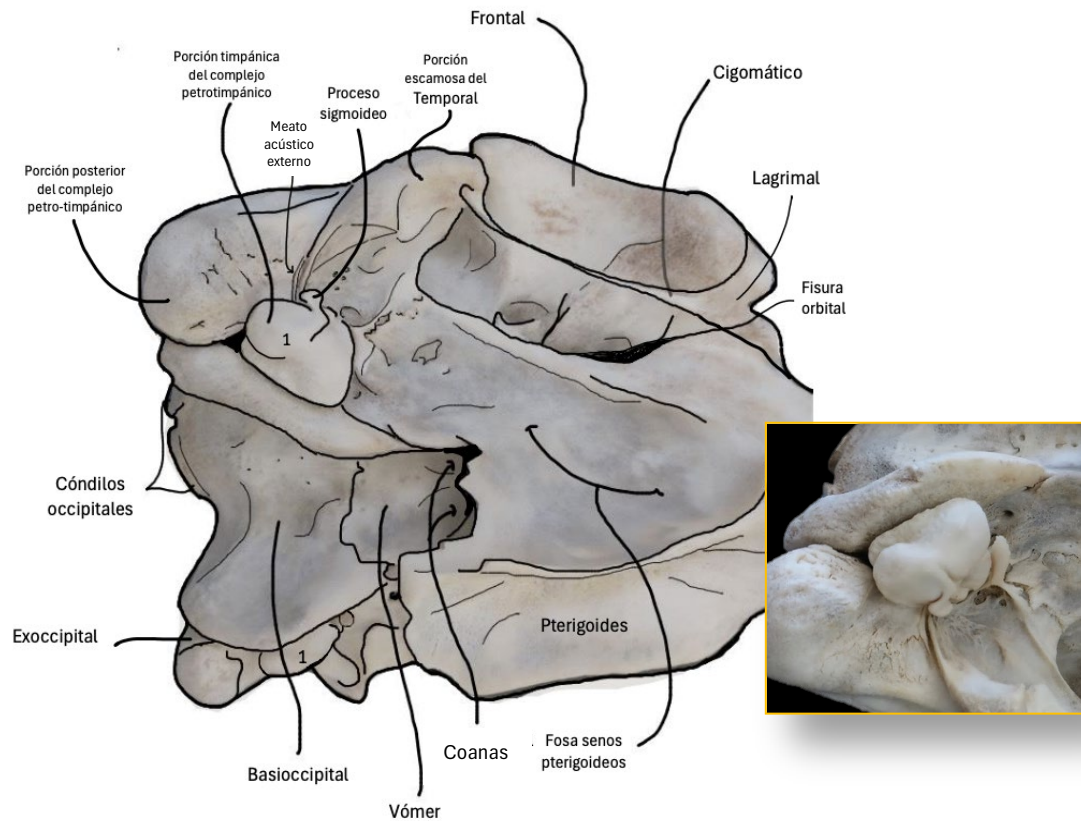 Frontal
Porción timpánica
del complejo
petrotimpánico
Porción
escamosa del
Temporal
Cigomático
Proceso
sigmoideo
Meato
acústico
externo
Porción posterior
del complejo
petro-timpánico
Lagrimal
Fisura
orbital
1
Cóndilos
occipitales
Exoccipital
1
Pterigoides
Coanas
Fosa senos
pterigoideos
Basioccipital
Vómer